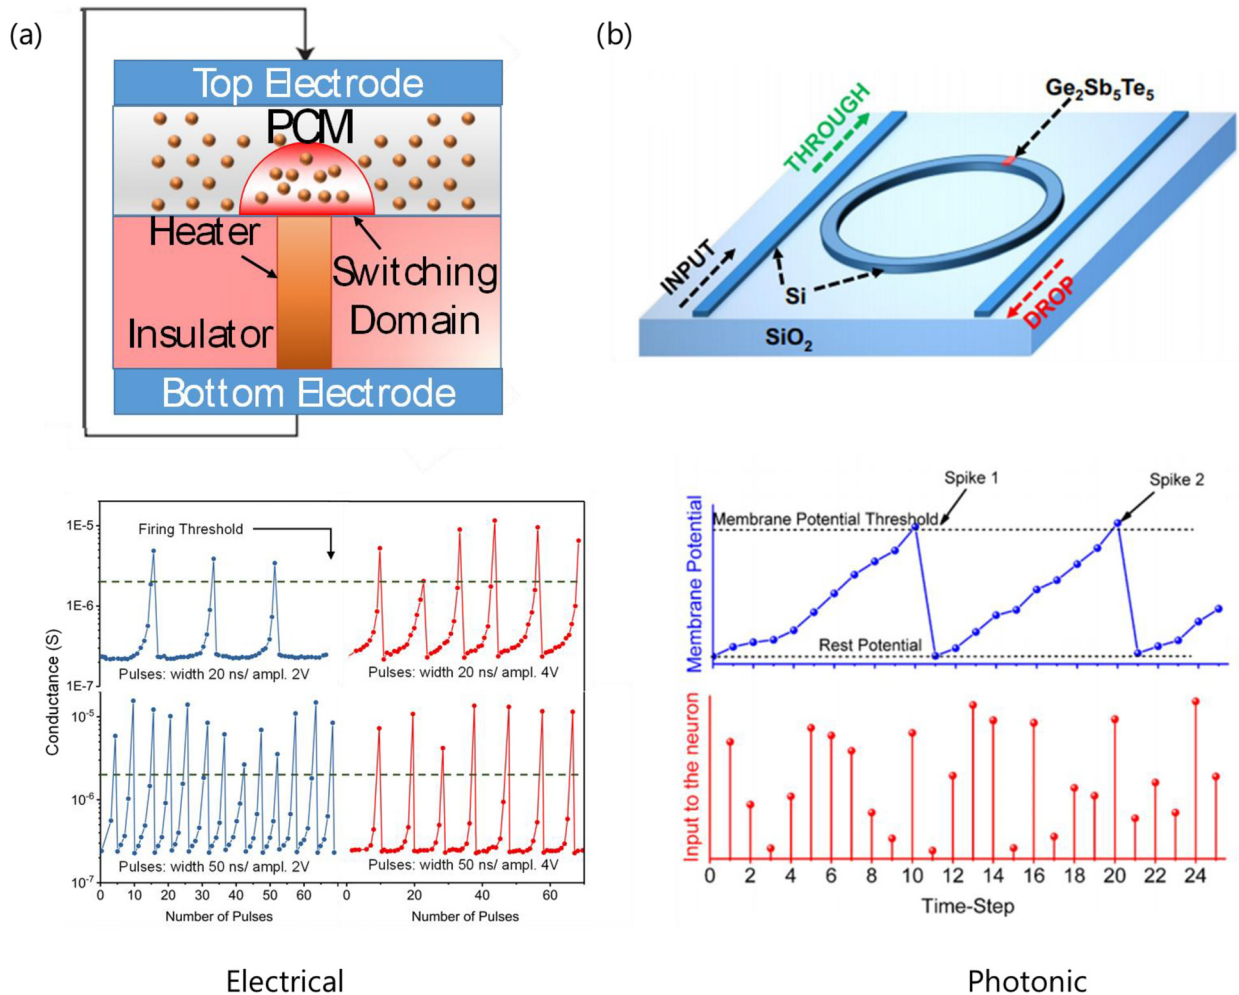 (a)
Top Electrode
PCM
Heater
Switching
Domain
Insulator
Bottom Electrode
(b)
Ge2Sb5Te5
THROUGH
INPUT
Si
DROP
SiO2
1E-5
Firing Threshold
1E-6
Pulses: width 20 ns/ ampl. 2V
Pulses: width 20 ns/ ampl. 4V
1E-7
Conductance (S)
10-5
10-6
Pulses: width 50 ns/ ampl. 2V
Pulses: width 50 ns/ ampl. 4V
10-7
0 10 20 30 40 50 60
0 20 40 60
Number of Pulses
Number of Pulses
Spike 1
Spike 2
Membrane Potential Threshold
Rest Potential
Membrane Potential
Input to the neuron
0 2 4 6 8 10 12 14 16 18 20 22 24
Time-Step
Electrical
Photonic